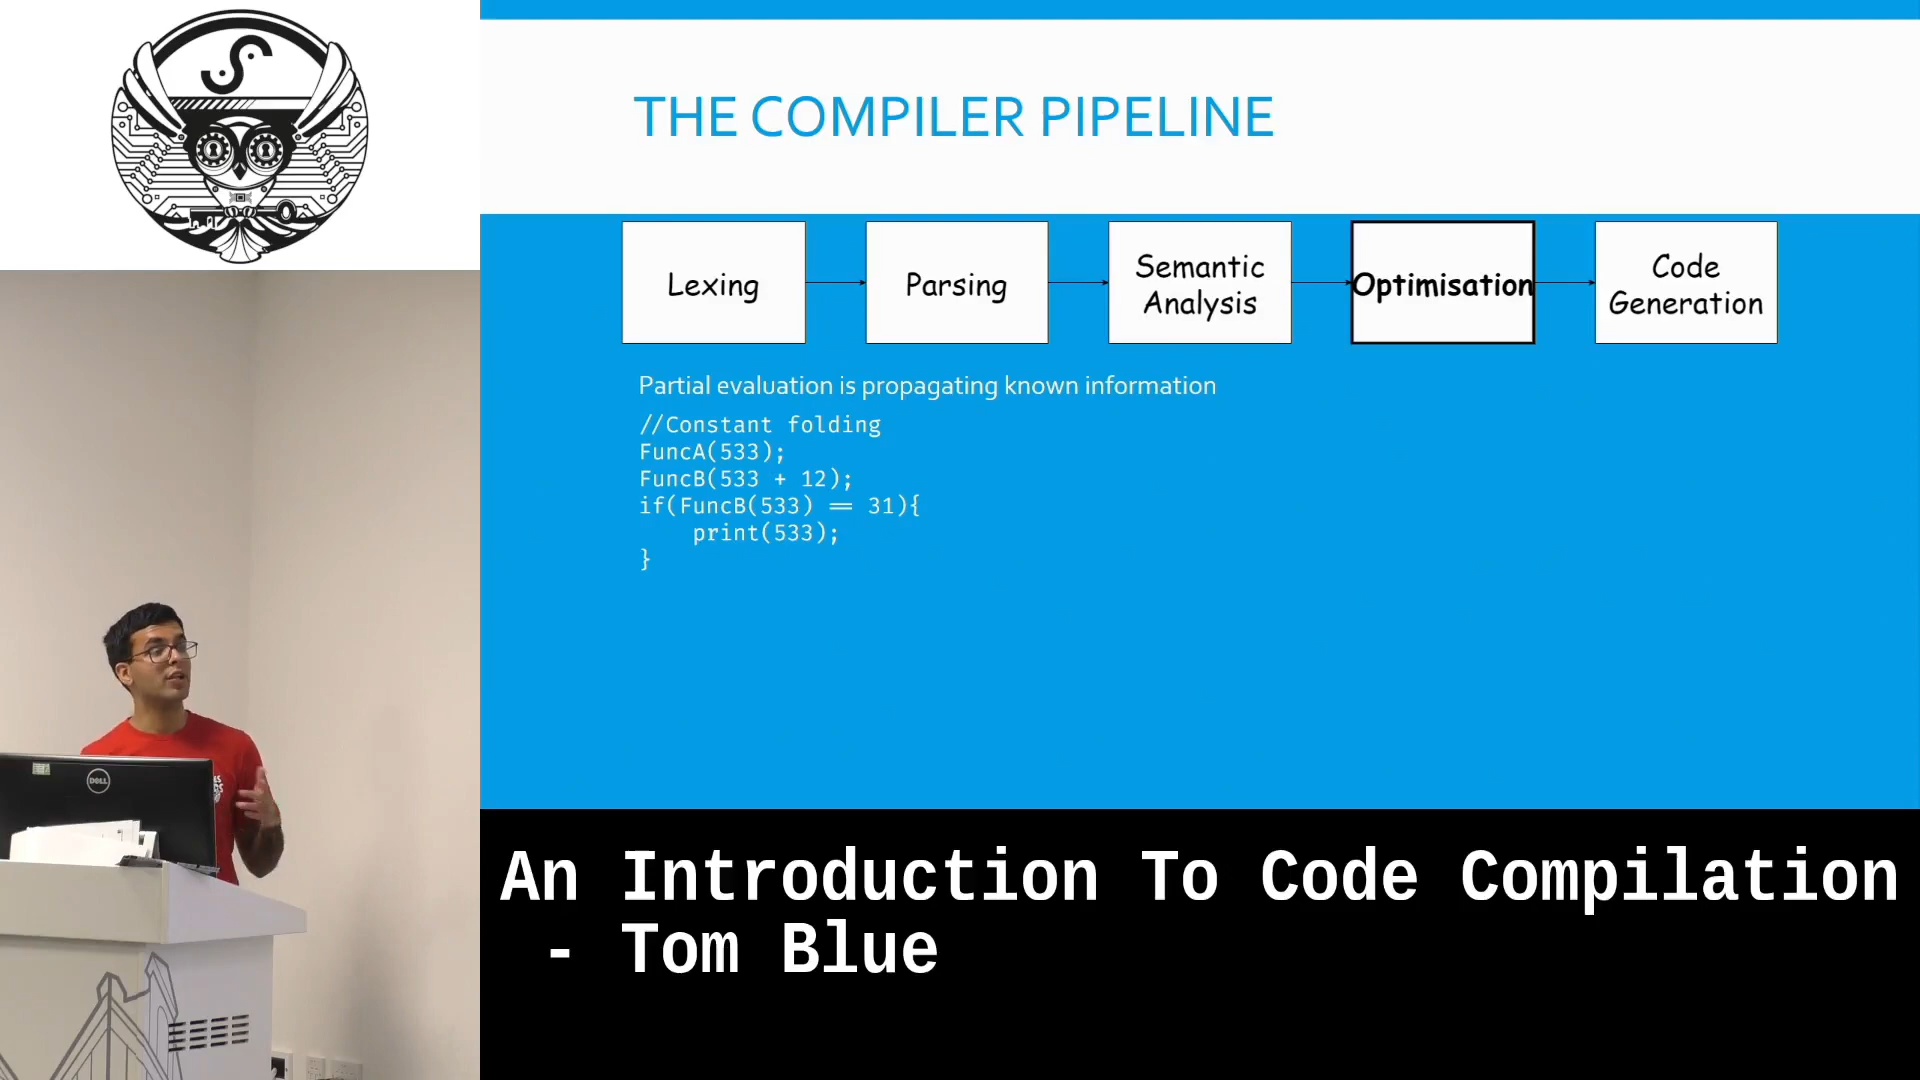 THE COMPILER PIPELINE
Lexing
Parsing
Semantic
Analysis
Optimisation
Code
Generation
Partial evaluation is propagating known information
//Constant folding
FuncA(533);
FuncB(533 + 12);
if(FuncB(533) == 31){
print(533);
}
DELL
An Introduction To Code Compilation
- Tom Blue